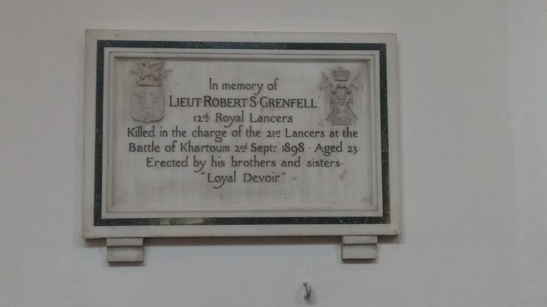 In memory of
LIEUT ROBERT S GRENFELL
12th Royal Lancers
Killed in the charge of the 21st Lancers at the
Battle of Khartoum 2nd Septr 1898 · Aged 23 ·
Erected by his brothers and sisters ·
"Loyal Devoir"